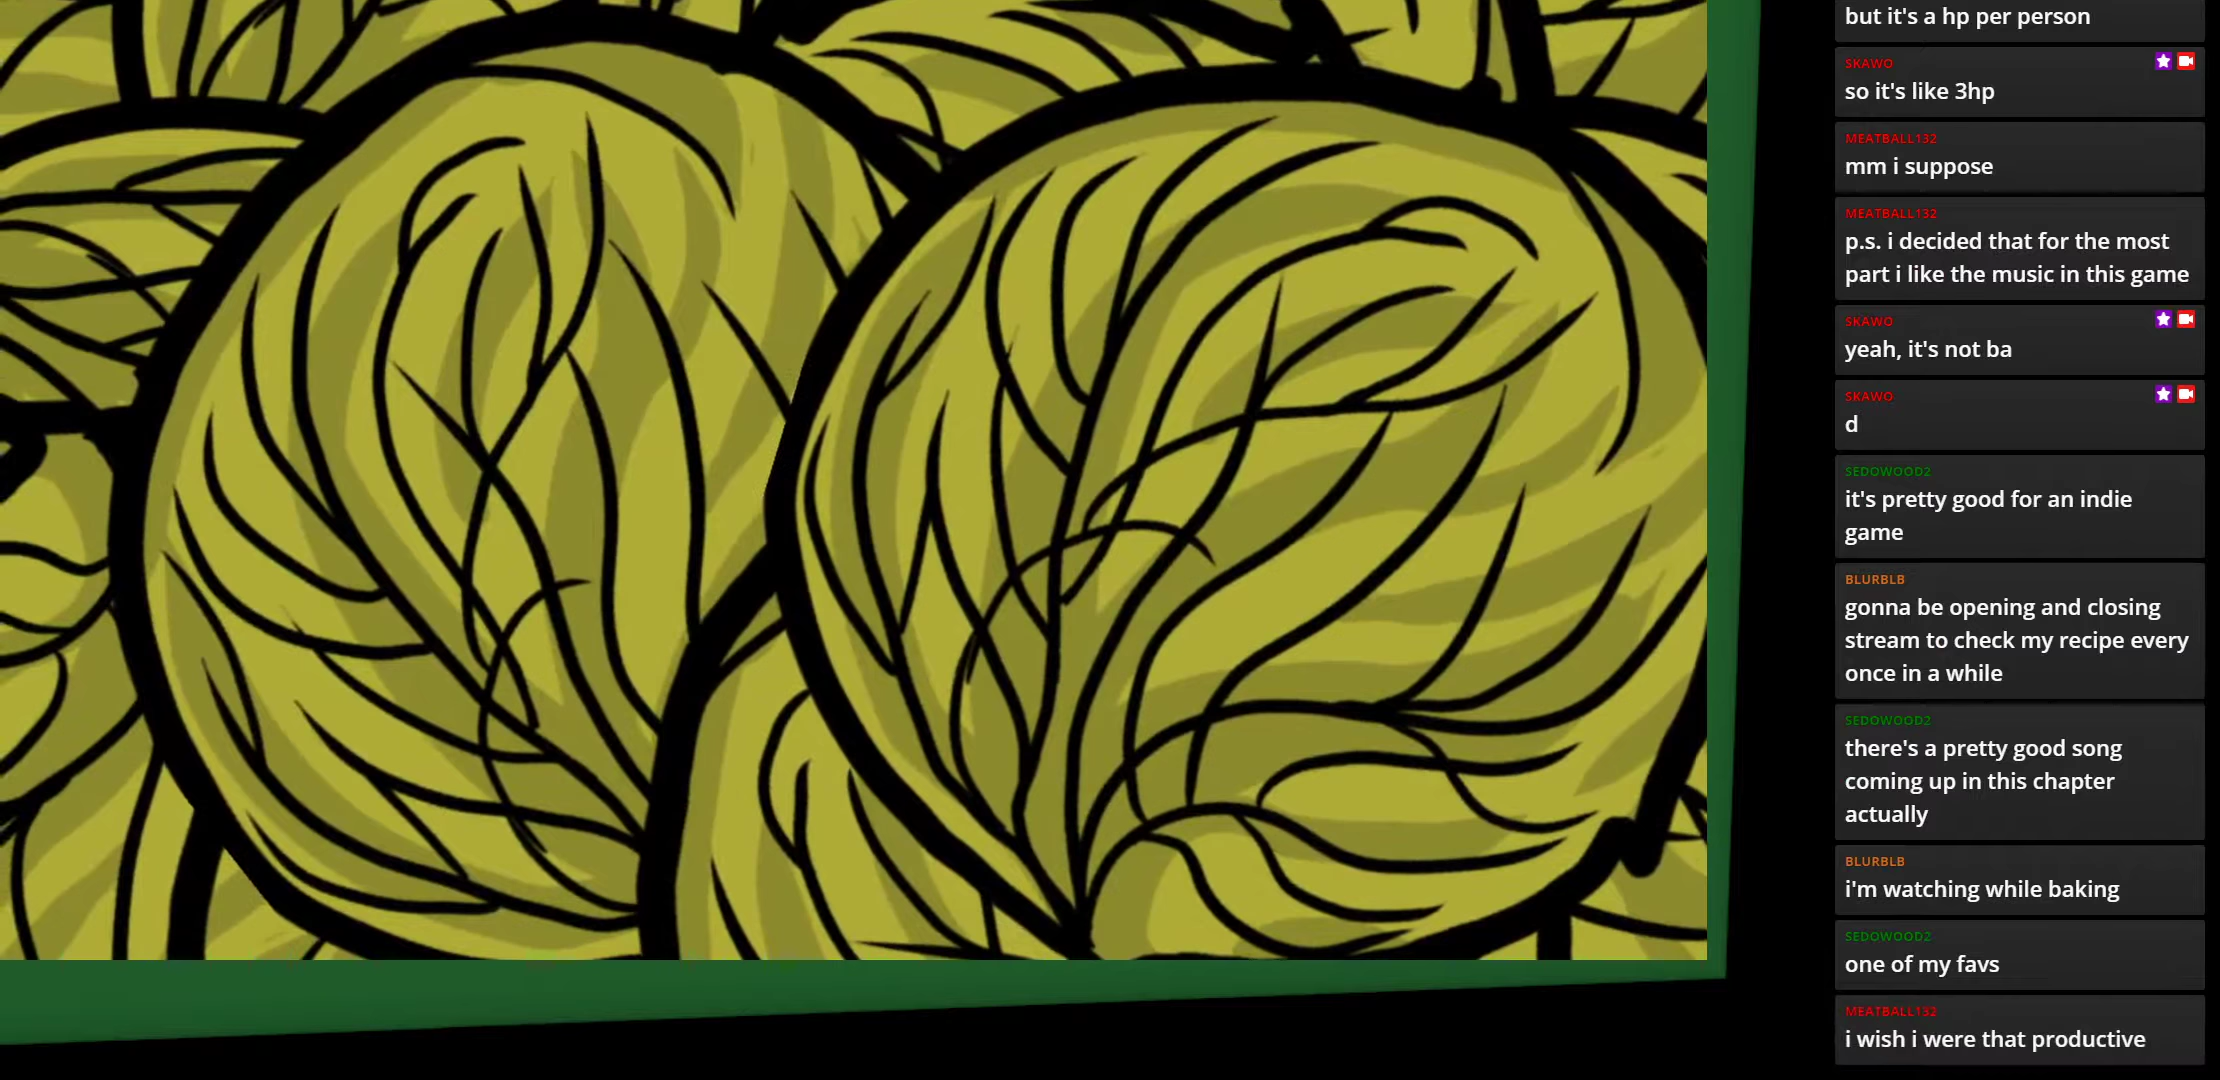 but it's a hp per person
SKAWO
so it's like 3hp
MEATBALL132
mm i suppose
MEATBALL132
p.s. i decided that for the most
part i like the music in this game
SKAWO
yeah, it's not ba
SKAWO
d
SEDOWOOD2
it's pretty good for an indie
game
BLURBLB
gonna be opening and closing
stream to check my recipe every
once in a while
SEDOWOOD2
there's a pretty good song
coming up in this chapter
actually
BLURBLB
i'm watching while baking
SEDOWOOD2
one of my favs
MEATBALL132
i wish i were that productive